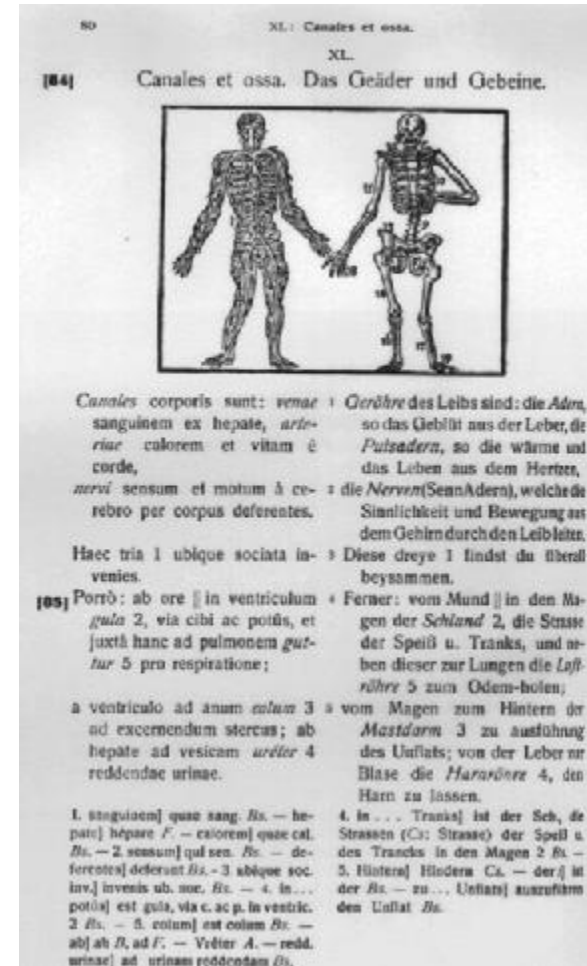 80
XL: Canales et ossa.
XL.
[84] Canales et ossa. Das Geäder und Gebeine.
Canales corporis sunt: venae
sanguinem ex hepate, arte-
riae calorem et vitam è
corde,
nervi sensum et motum à ce-
rebro per corpus deferentes.
Haec tria 1 ubique sociata in-
venies.
[85] Porrò: ab ore || in ventriculum
gula 2, via cibi ac potûs, et
juxtà hanc ad pulmonem gut-
tur 5 pro respiratione;
a ventriculo ad anum colum 3
ad excernendum stercus; ab
hepate ad vesicam uréter 4
reddendae urinae.
1 Geröhre des Leibs sind: die Adern,
so das Geblüt aus der Leber, die
Pulsadern, so die wärme und
das Leben aus dem Hertzen,
2 die Nerven (SennAdern), welche die
Sinnlichkeit und Bewegung aus
dem Gehirn durch den Leib leiten.
3 Diese dreye 1 findst du überall
beysammen.
4 Ferner: vom Mund || in den Ma-
gen der Schlund 2, die Strasse
der Speiß u. Tranks, und ne-
ben dieser zur Lungen die Luft-
röhre 5 zum Odem-holen;
5 vom Magen zum Hintern der
Mastdarm 3 zu ausführung
des Unflats; von der Leber zur
Blase die Harnröhre 4, den
Harn zu lassen.
1. sanguinem] quae sang. Bs. — he-
pate] hépare F. — calorem] quae cal.
Bs. — 2. sensum] qui sen. Bs. — de-
ferentes] deferunt Bs. - 3 ubique soc.
inv.] invenis ub. soc. Bs. — 4. in ...
potûs] est gula, via c. ac p. in ventric.
2 Bs. — 5. colum] est colum Bs. —
ab] ah B, ad F. — Vréter A. — redd.
urinae] ad urinam reddendam Bs.
4. in ... Tranks] ist der Sch., die
Strassen (Cs: Strasse) der Speiß u.
des Trancks in den Magen 2 Bs. —
5. Hintern] Hindern Cs. — der] ist
der Bs. — zu ... Unflats] auszuführn
den Unflat Bs.